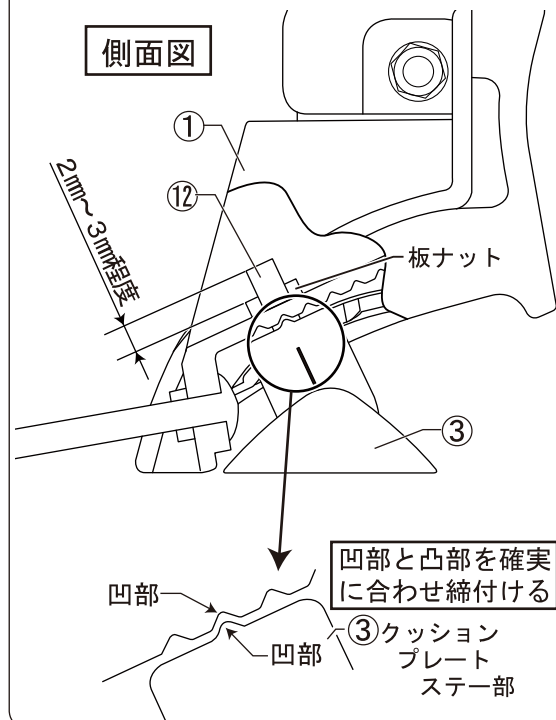 側面図
①
⑫
2㎜〜3㎜程度
板ナット
③
凹部と凸部を確実
に合わせ締付ける
凹部
凹部
③クッション
プレート
ステー部